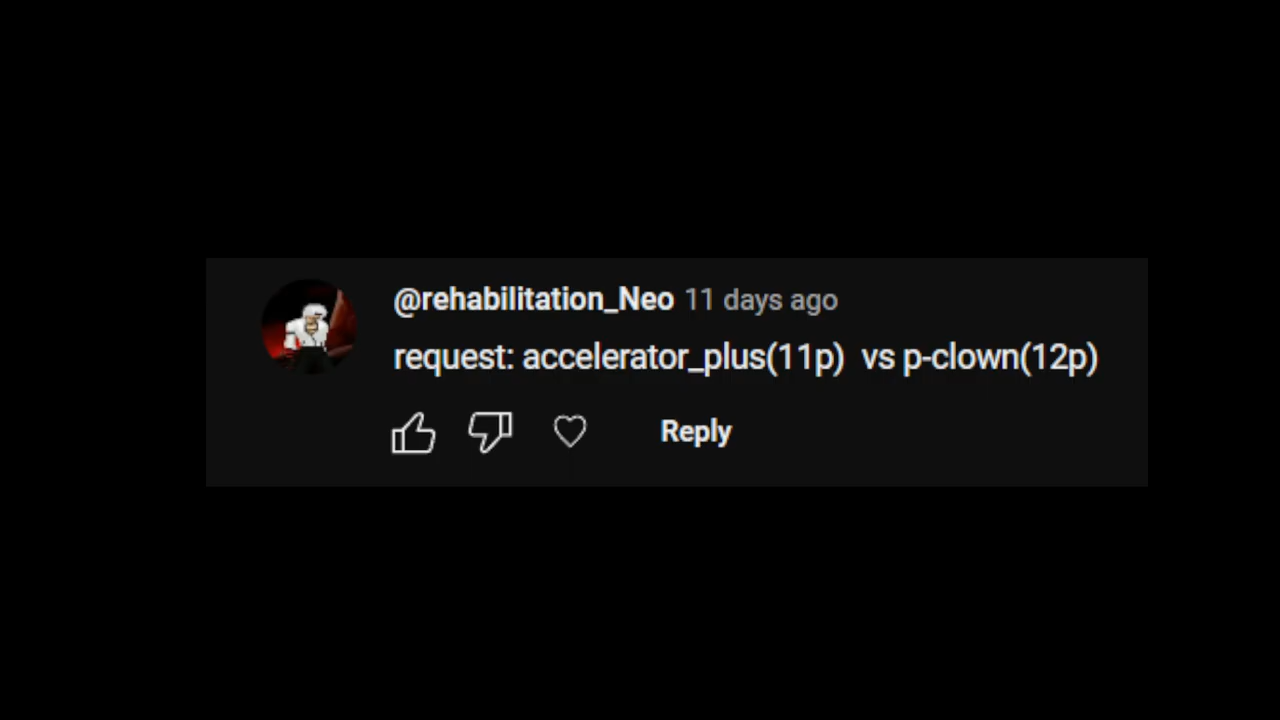 @rehabilitation_Neo 11 days ago
request: accelerator_plus(11p)  vs p-clown(12p)
Reply